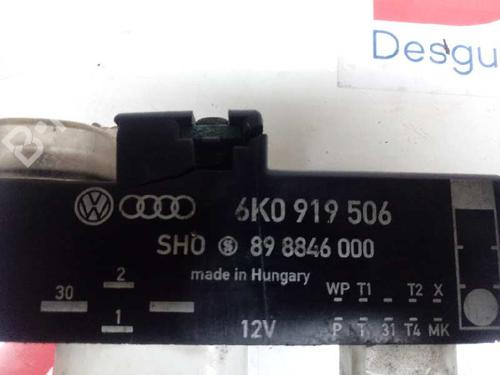 Desgu
6K0 919 506
SHO 89 8846 000
made in Hungary
WP T1 T2 X
2
30
1
12V
P T 31 T4 MK